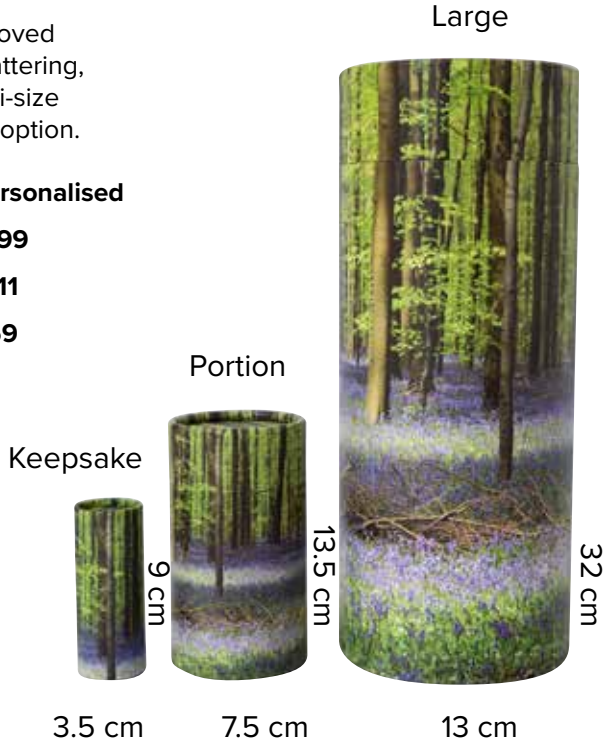 oved
attering,
i-size
option.
rsonalised
99
11
9
Large
Portion
Keepsake
9 cm
13.5 cm
32 cm
3.5 cm
7.5 cm
13 cm